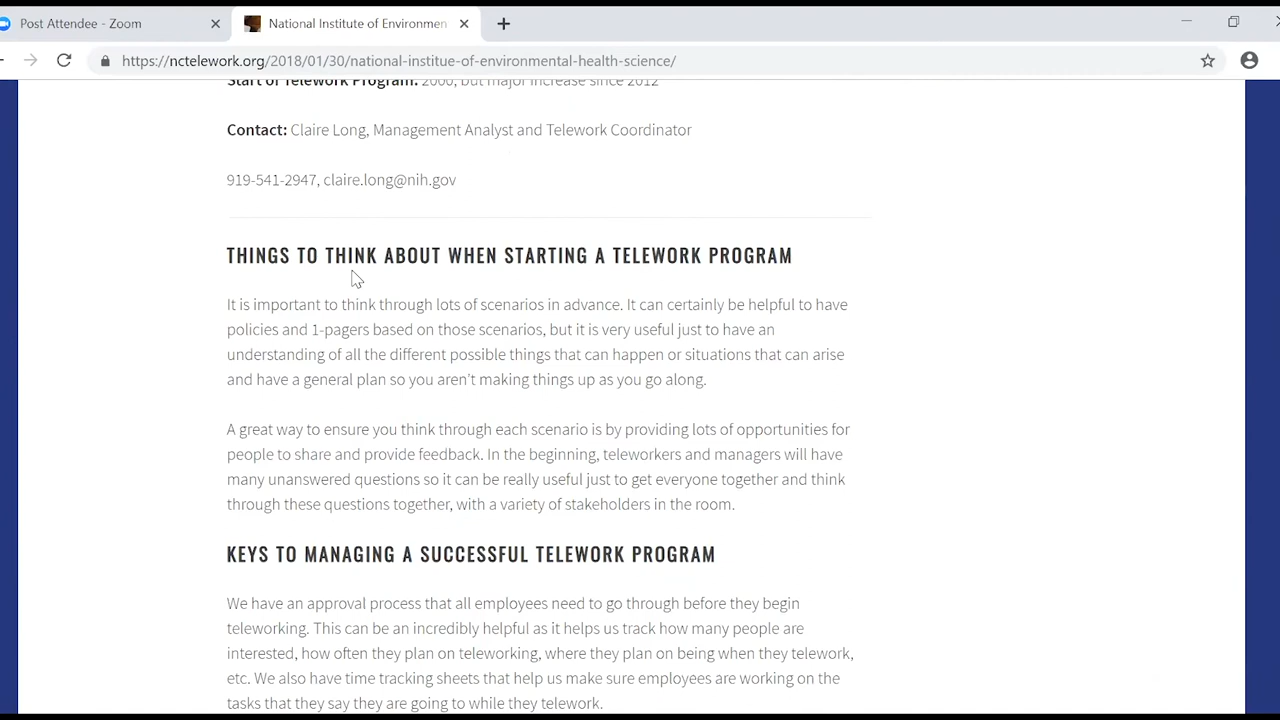 Post Attendee - Zoom
National Institute of Environmen
https://nctelework.org/2018/01/30/national-institue-of-environmental-health-science/
Start of Telework Program: 2000, but major increase since 2012
Contact: Claire Long, Management Analyst and Telework Coordinator
919-541-2947, claire.long@nih.gov
THINGS TO THINK ABOUT WHEN STARTING A TELEWORK PROGRAM
It is important to think through lots of scenarios in advance. It can certainly be helpful to have
policies and 1-pagers based on those scenarios, but it is very useful just to have an
understanding of all the different possible things that can happen or situations that can arise
and have a general plan so you aren’t making things up as you go along.
A great way to ensure you think through each scenario is by providing lots of opportunities for
people to share and provide feedback. In the beginning, teleworkers and managers will have
many unanswered questions so it can be really useful just to get everyone together and think
through these questions together, with a variety of stakeholders in the room.
KEYS TO MANAGING A SUCCESSFUL TELEWORK PROGRAM
We have an approval process that all employees need to go through before they begin
teleworking. This can be an incredibly helpful as it helps us track how many people are
interested, how often they plan on teleworking, where they plan on being when they telework,
etc. We also have time tracking sheets that help us make sure employees are working on the
tasks that they say they are going to while they telework.